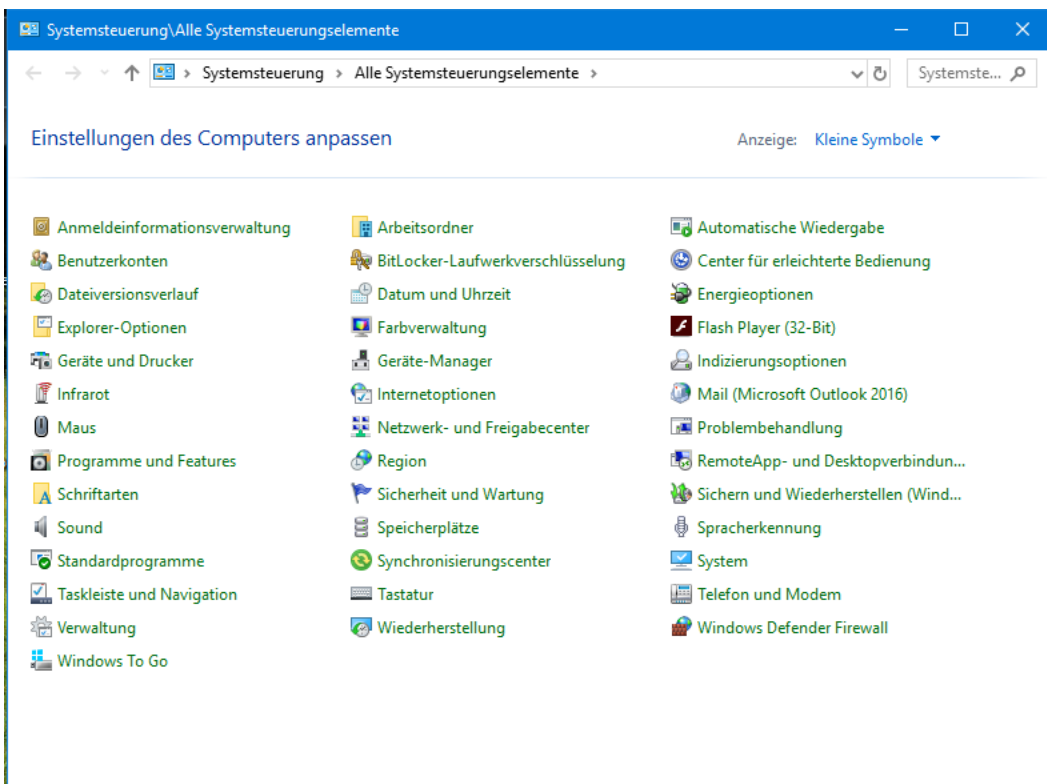 Systemsteuerung\Alle Systemsteuerungselemente
Systemsteuerung > Alle Systemsteuerungselemente > Systemste...
Einstellungen des Computers anpassen Anzeige: Kleine Symbole
Anmeldeinformationsverwaltung Arbeitsordner Automatische Wiedergabe
Benutzerkonten BitLocker-Laufwerkverschlüsselung Center für erleichterte Bedienung
Dateiversionsverlauf Datum und Uhrzeit Energieoptionen
Explorer-Optionen Farbverwaltung Flash Player (32-Bit)
Geräte und Drucker Geräte-Manager Indizierungsoptionen
Infrarot Internetoptionen Mail (Microsoft Outlook 2016)
Maus Netzwerk- und Freigabecenter Problembehandlung
Programme und Features Region RemoteApp- und Desktopverbindun...
Schriftarten Sicherheit und Wartung Sichern und Wiederherstellen (Wind...
Sound Speicherplätze Spracherkennung
Standardprogramme Synchronisierungscenter System
Taskleiste und Navigation Tastatur Telefon und Modem
Verwaltung Wiederherstellung Windows Defender Firewall
Windows To Go